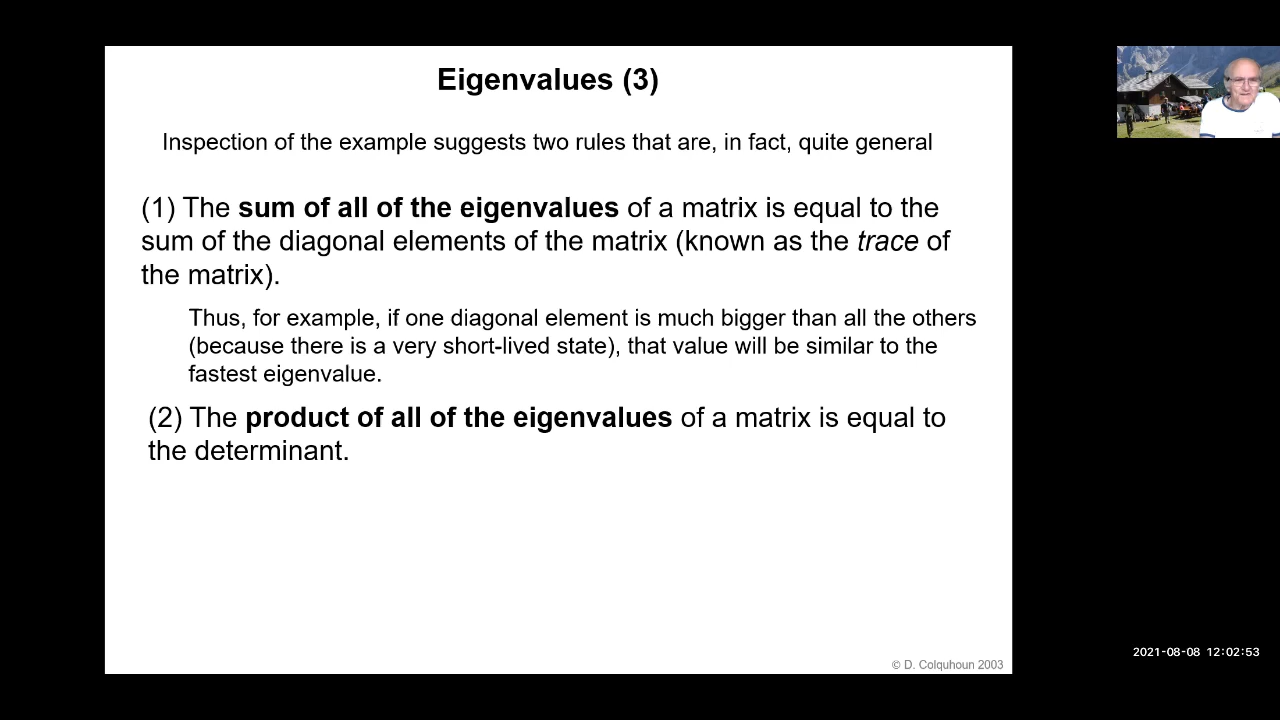 Eigenvalues (3)
Inspection of the example suggests two rules that are, in fact, quite general
(1) The sum of all of the eigenvalues of a matrix is equal to the
sum of the diagonal elements of the matrix (known as the trace of
the matrix).
Thus, for example, if one diagonal element is much bigger than all the others
(because there is a very short-lived state), that value will be similar to the
fastest eigenvalue.
(2) The product of all of the eigenvalues of a matrix is equal to
the determinant.
© D. Colquhoun 2003
2021-08-08 12:02:53